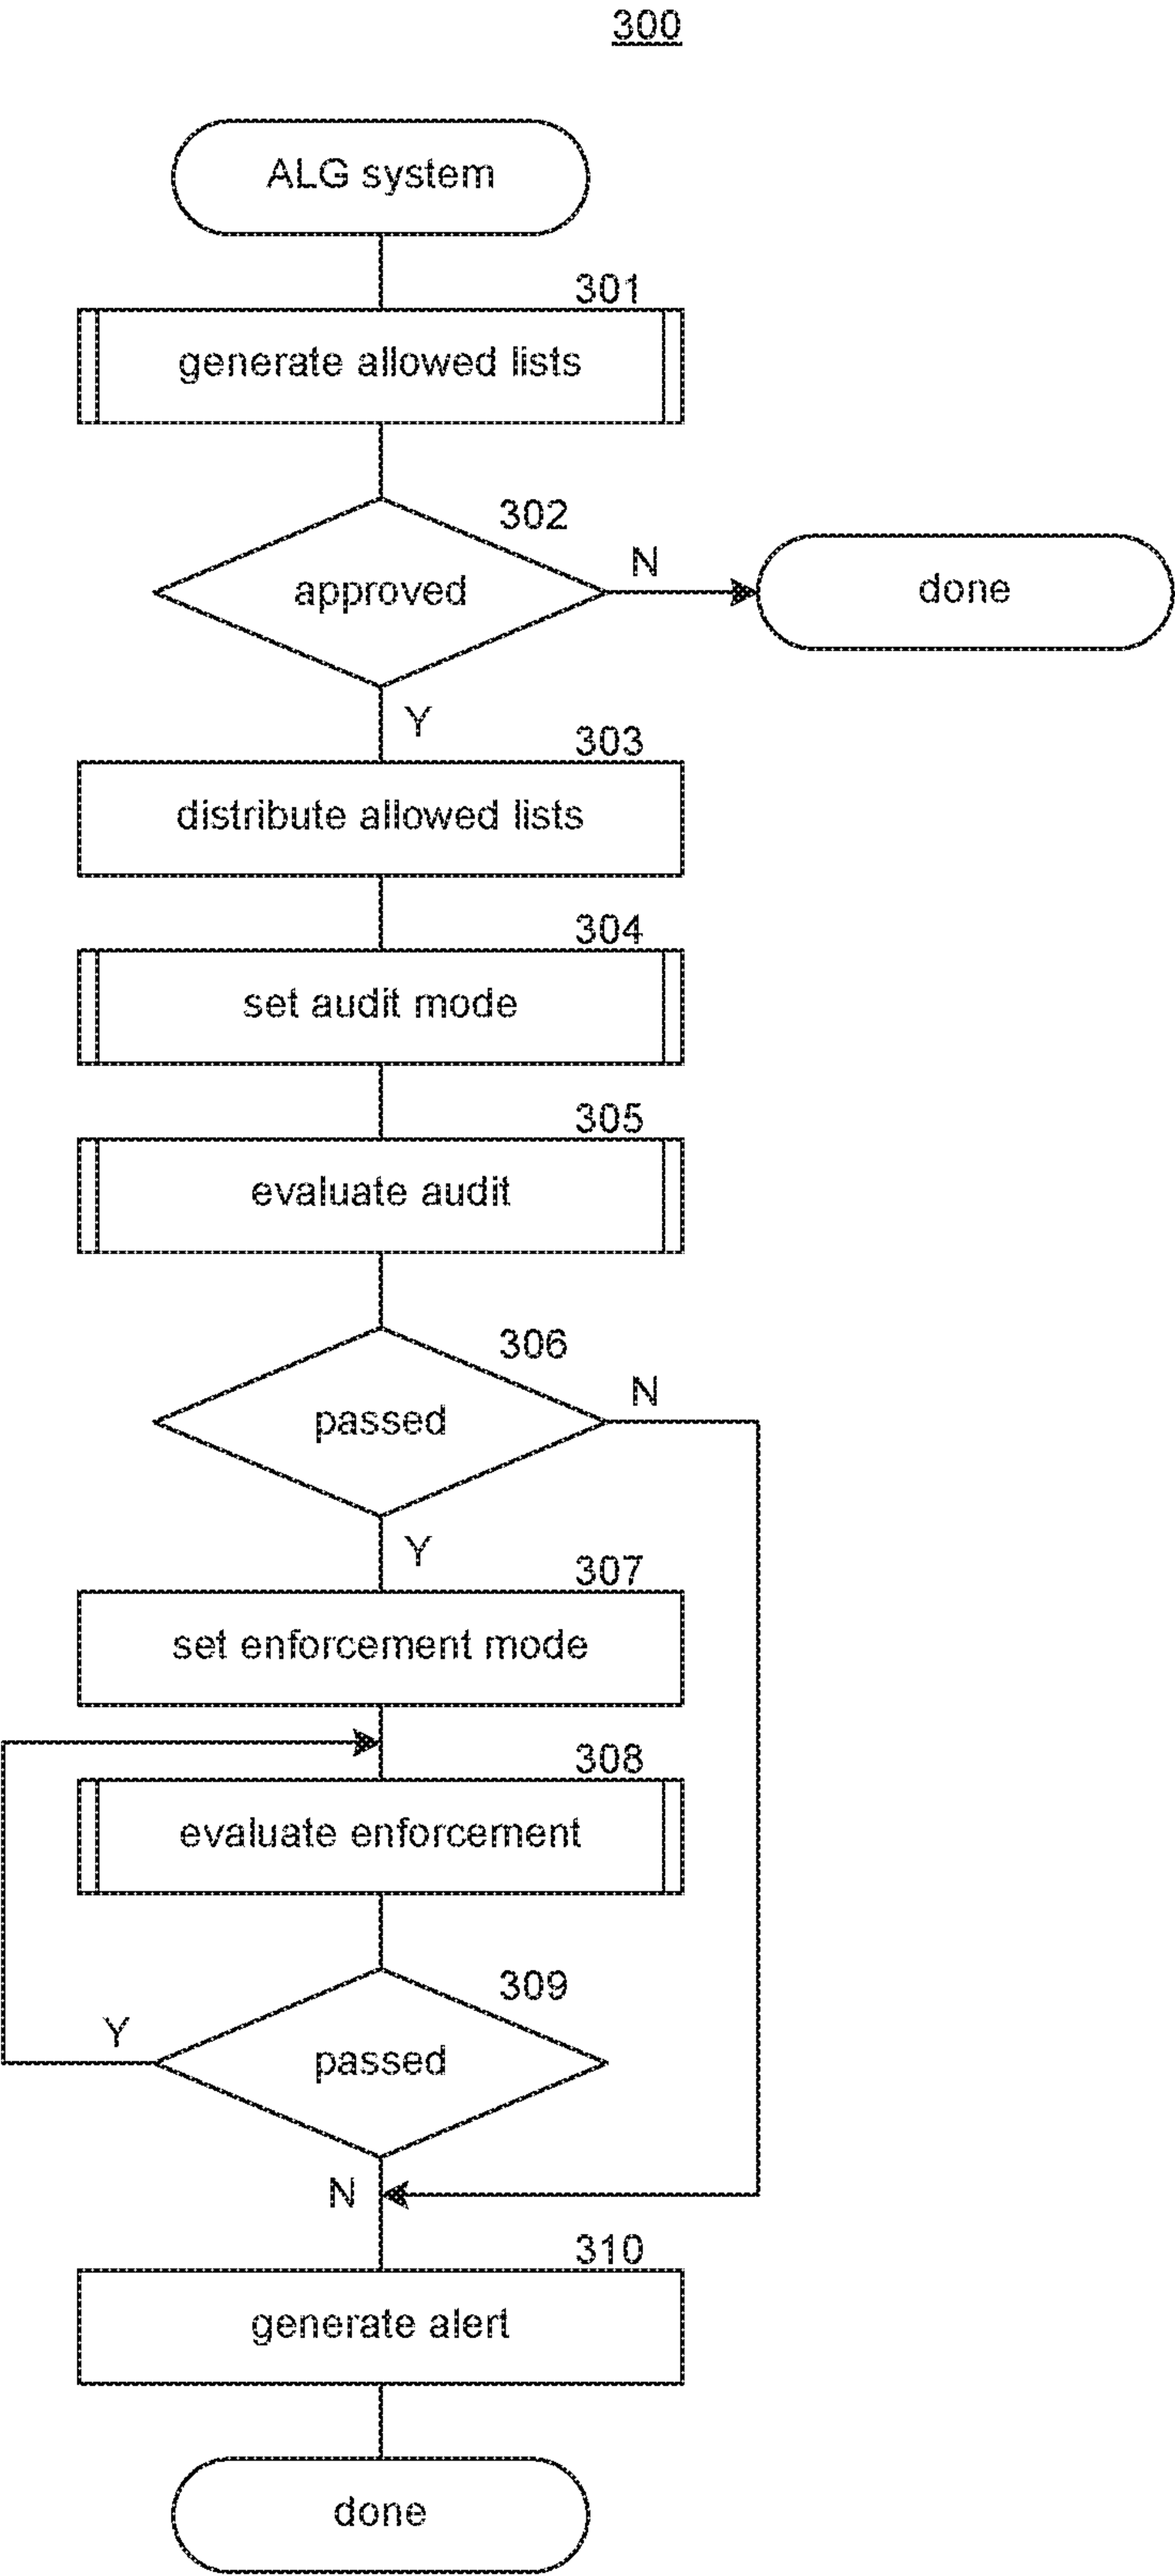 300
ALG system
301
generate allowed lists
302
approved
N
done
Y
303
distribute allowed lists
304
set audit mode
305
evaluate audit
306
passed
N
Y
307
set enforcement mode
308
evaluate enforcement
309
Y
passed
N
310
generate alert
done